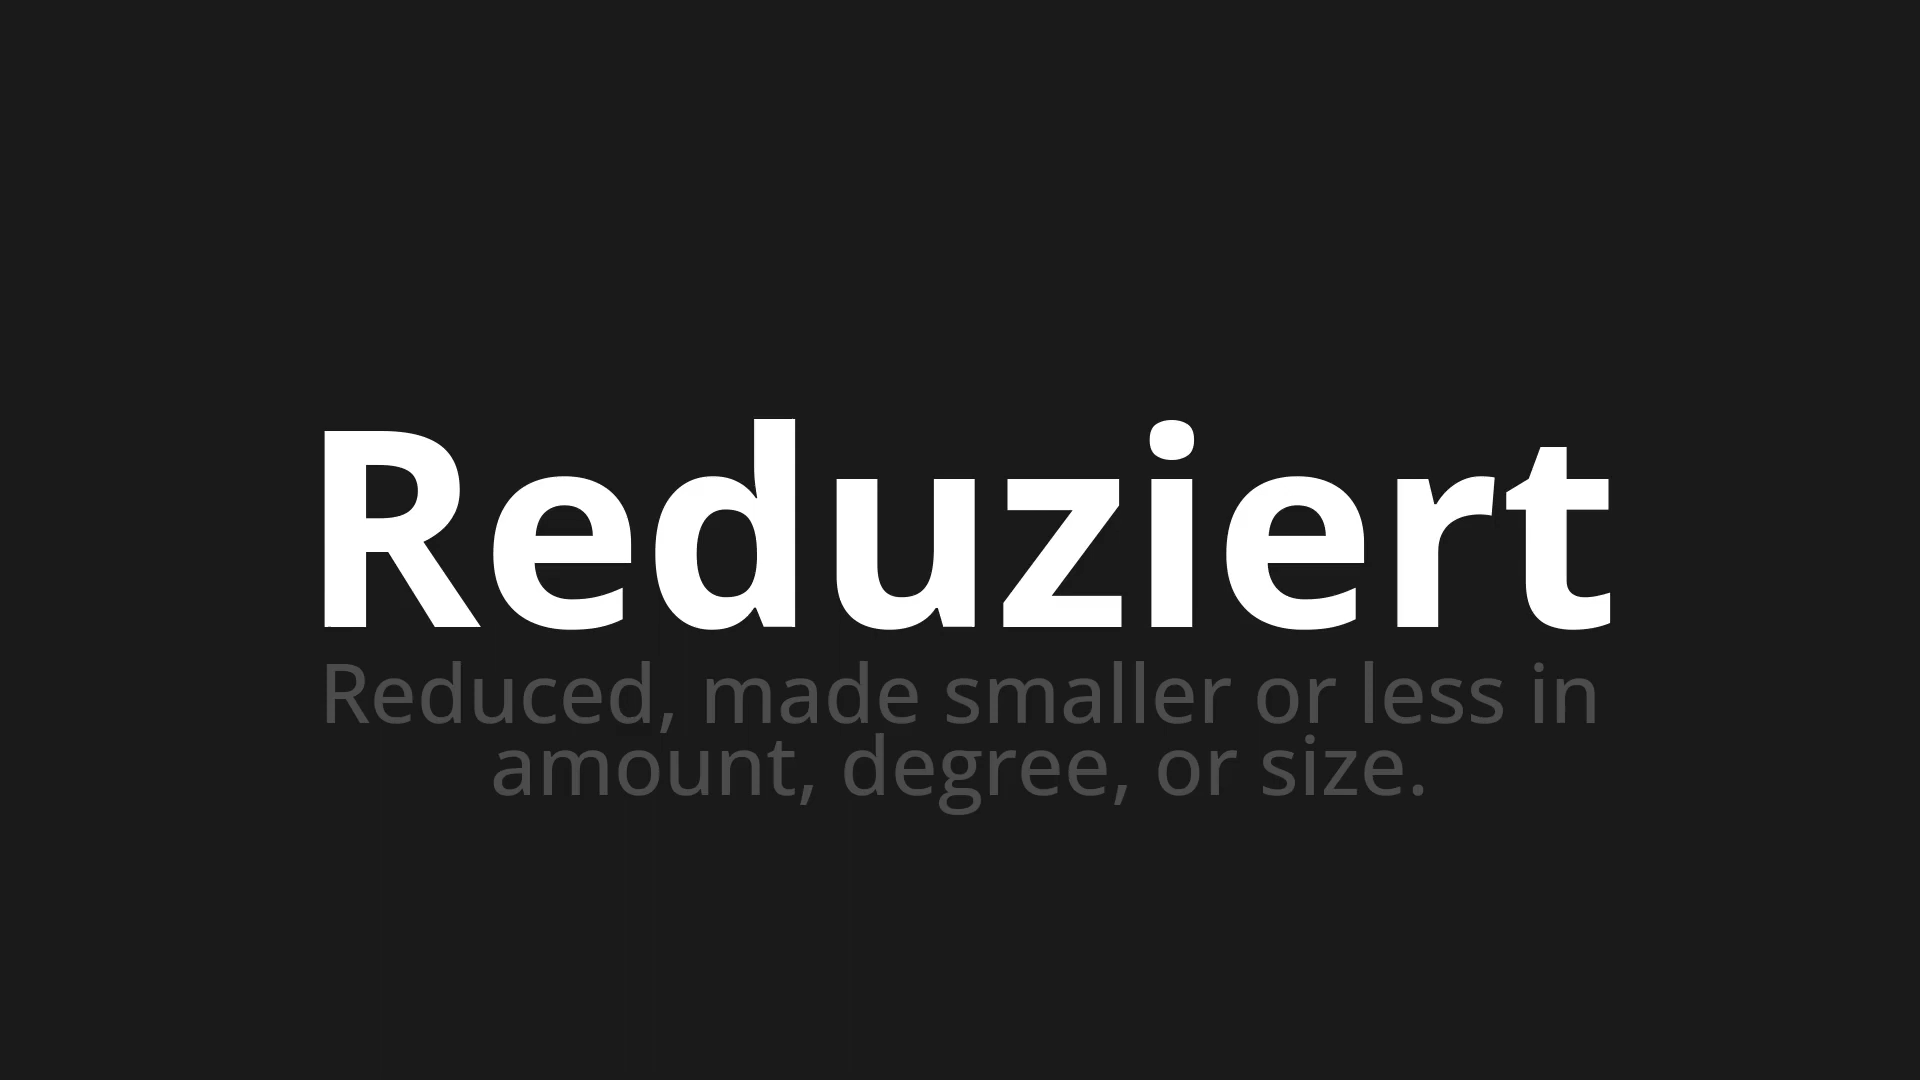 Reduziert
Reduced, made smaller or less in
amount, degree, or size.